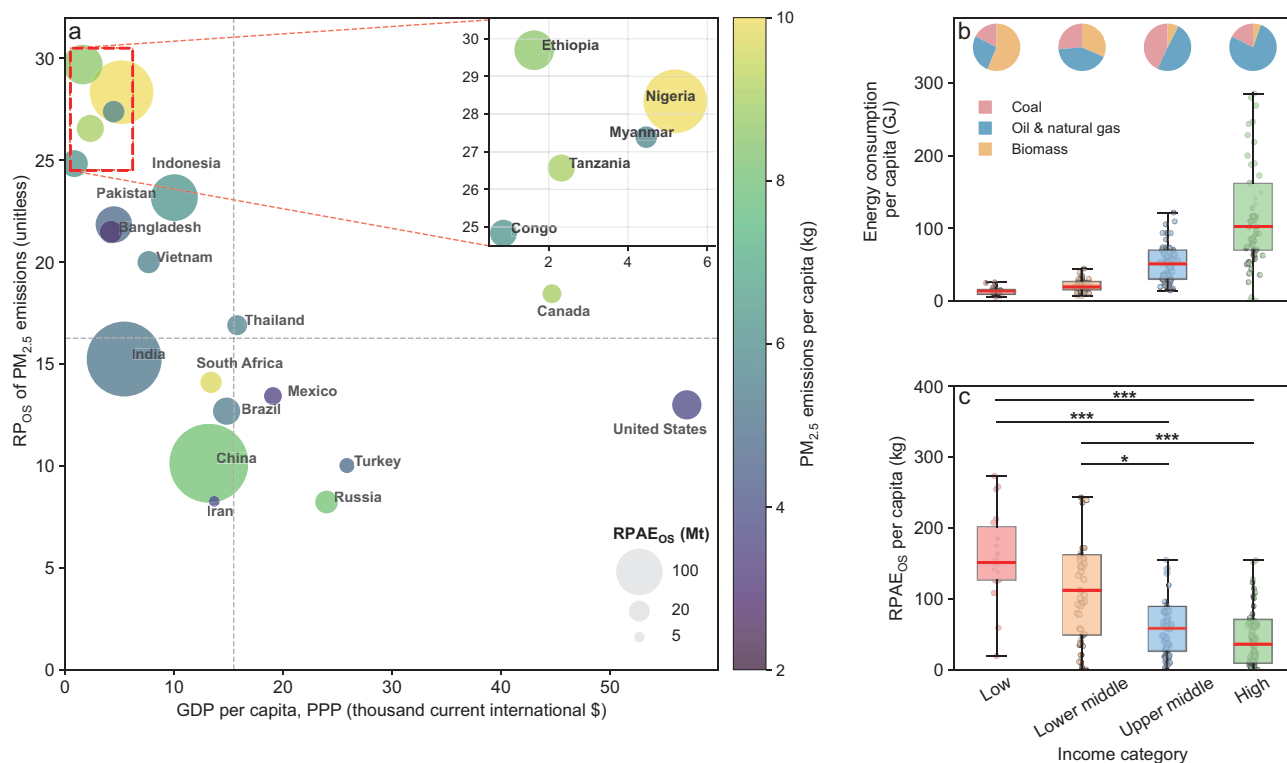 a
RP_OS of PM_2.5 emissions (unitless)
30
25
20
15
10
5
0
0
10
20
30
40
50
GDP per capita, PPP (thousand current international $)
Indonesia
Pakistan
Bangladesh
Vietnam
Thailand
Canada
India
South Africa
Mexico
Brazil
United States
China
Turkey
Russia
Iran
RPAE_OS (Mt)
100
20
5
30
29
28
27
26
25
2
4
6
Ethiopia
Nigeria
Myanmar
Tanzania
Congo
10
8
6
4
2
PM_2.5 emissions per capita (kg)
b
Energy consumption
per capita (GJ)
300
200
100
0
Coal
Oil & natural gas
Biomass
c
RPAE_OS per capita (kg)
400
300
200
100
0
***
***
***
*
Low
Lower middle
Upper middle
High
Income category